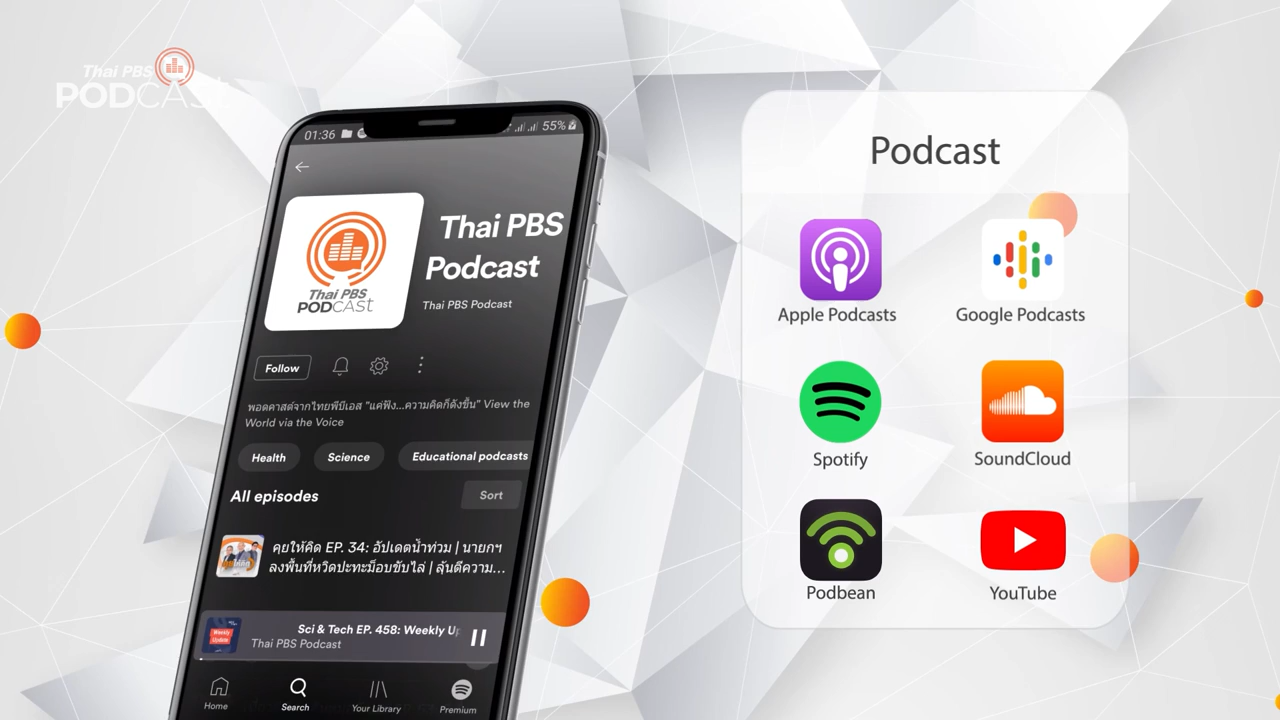 Thai PBS
PODCAST
01:36
55%
Thai PBS
PODCAST
Thai PBS
Podcast
Thai PBS Podcast
Follow
พอดคาสต์จากไทยพีบีเอส "แค่ฟัง...ความคิดก็ดังขึ้น" View the
World via the Voice
Health
Science
Educational podcasts
All episodes
Sort
คุยให้คิด EP. 34: อัปเดตน้ำท่วม | นายกฯ
ลงพื้นที่หวิดปะทะม็อบขับไล่ | ลุ้นตีความ...
Weekly
Update
Sci & Tech EP. 458: Weekly Up
Thai PBS Podcast
Home
Search
Your Library
Premium
Podcast
Apple Podcasts
Google Podcasts
Spotify
SoundCloud
Podbean
YouTube